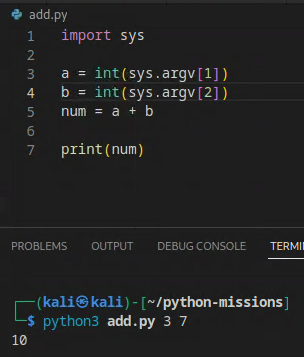 add.py
1 import sys
2
3 a = int(sys.argv[1])
4 b = int(sys.argv[2])
5 num = a + b
6
7 print(num)
PROBLEMS OUTPUT DEBUG CONSOLE TERMI
┌──(kali㉿kali)-[~/python-missions]
└─$ python3 add.py 3 7
10